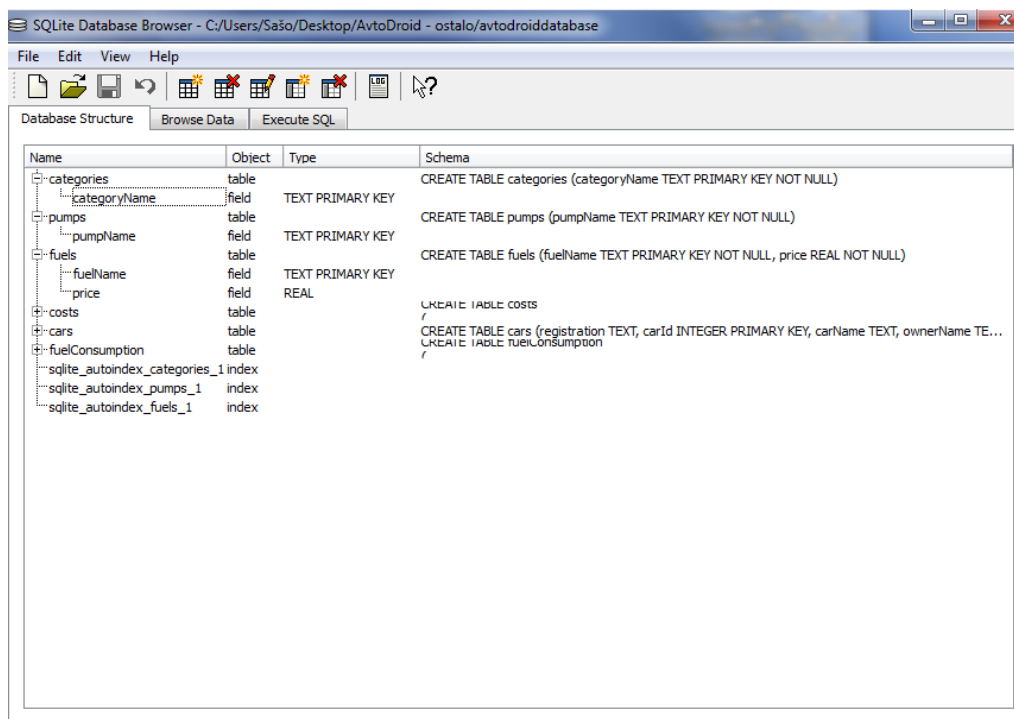 SQLite Database Browser - C:/Users/Sašo/Desktop/AvtoDroid - ostalo/avtodroiddatabase
File Edit View Help
LOG ?
Database Structure Browse Data Execute SQL
Name Object Type Schema
categories table CREATE TABLE categories (categoryName TEXT PRIMARY KEY NOT NULL)
categoryName field TEXT PRIMARY KEY
pumps table CREATE TABLE pumps (pumpName TEXT PRIMARY KEY NOT NULL)
pumpName field TEXT PRIMARY KEY
fuels table CREATE TABLE fuels (fuelName TEXT PRIMARY KEY NOT NULL, price REAL NOT NULL)
fuelName field TEXT PRIMARY KEY
price field REAL
costs table CREATE TABLE costs
(
cars table CREATE TABLE cars (registration TEXT, carId INTEGER PRIMARY KEY, carName TEXT, ownerName TE...
fuelConsumption table CREATE TABLE fuelConsumption
(
sqlite_autoindex_categories_1 index
sqlite_autoindex_pumps_1 index
sqlite_autoindex_fuels_1 index